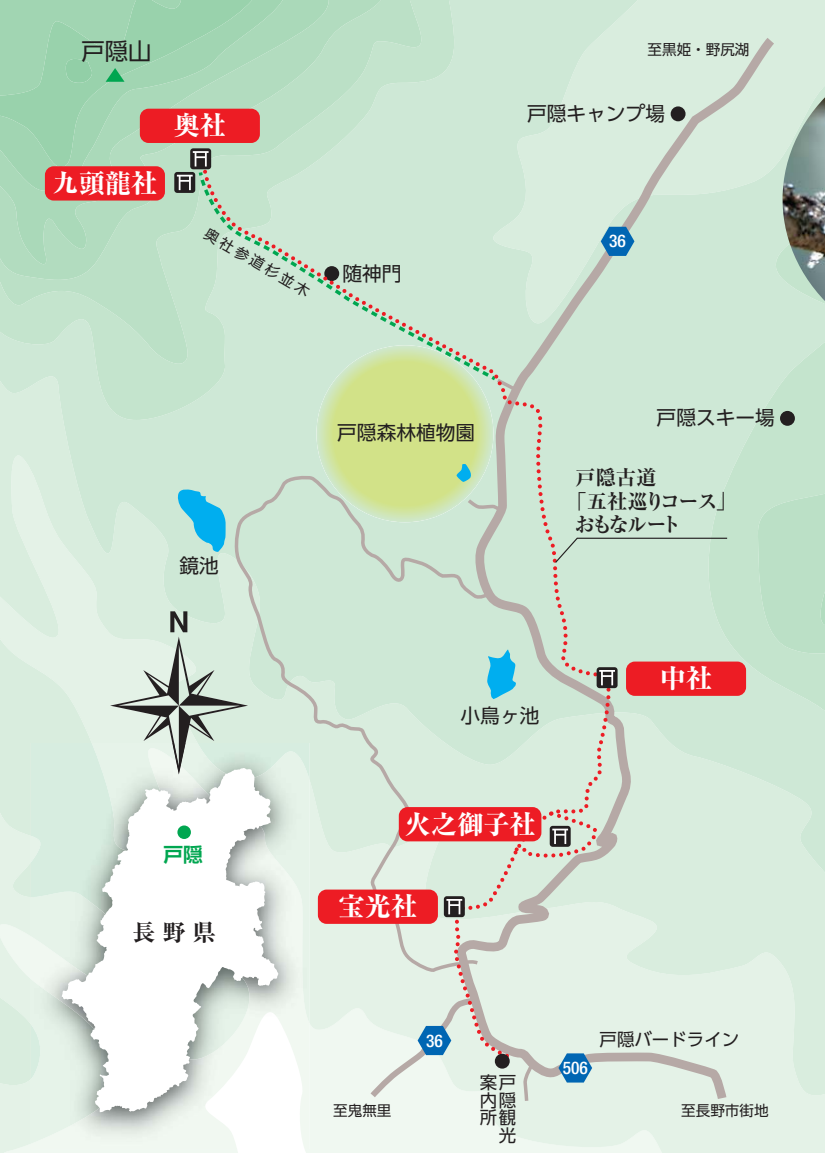 戸隠山
至黒姫・野尻湖
戸隠キャンプ場
奥社
九頭龍社
36
奥社参道杉並木
随神門
戸隠森林植物園
戸隠スキー場
戸隠古道
「五社巡りコース」
おもなルート
鏡池
N
小鳥ヶ池
中社
火之御子社
戸隠
宝光社
長野県
36
戸隠バードライン
506
戸隠観光
案内所
至鬼無里
至長野市街地